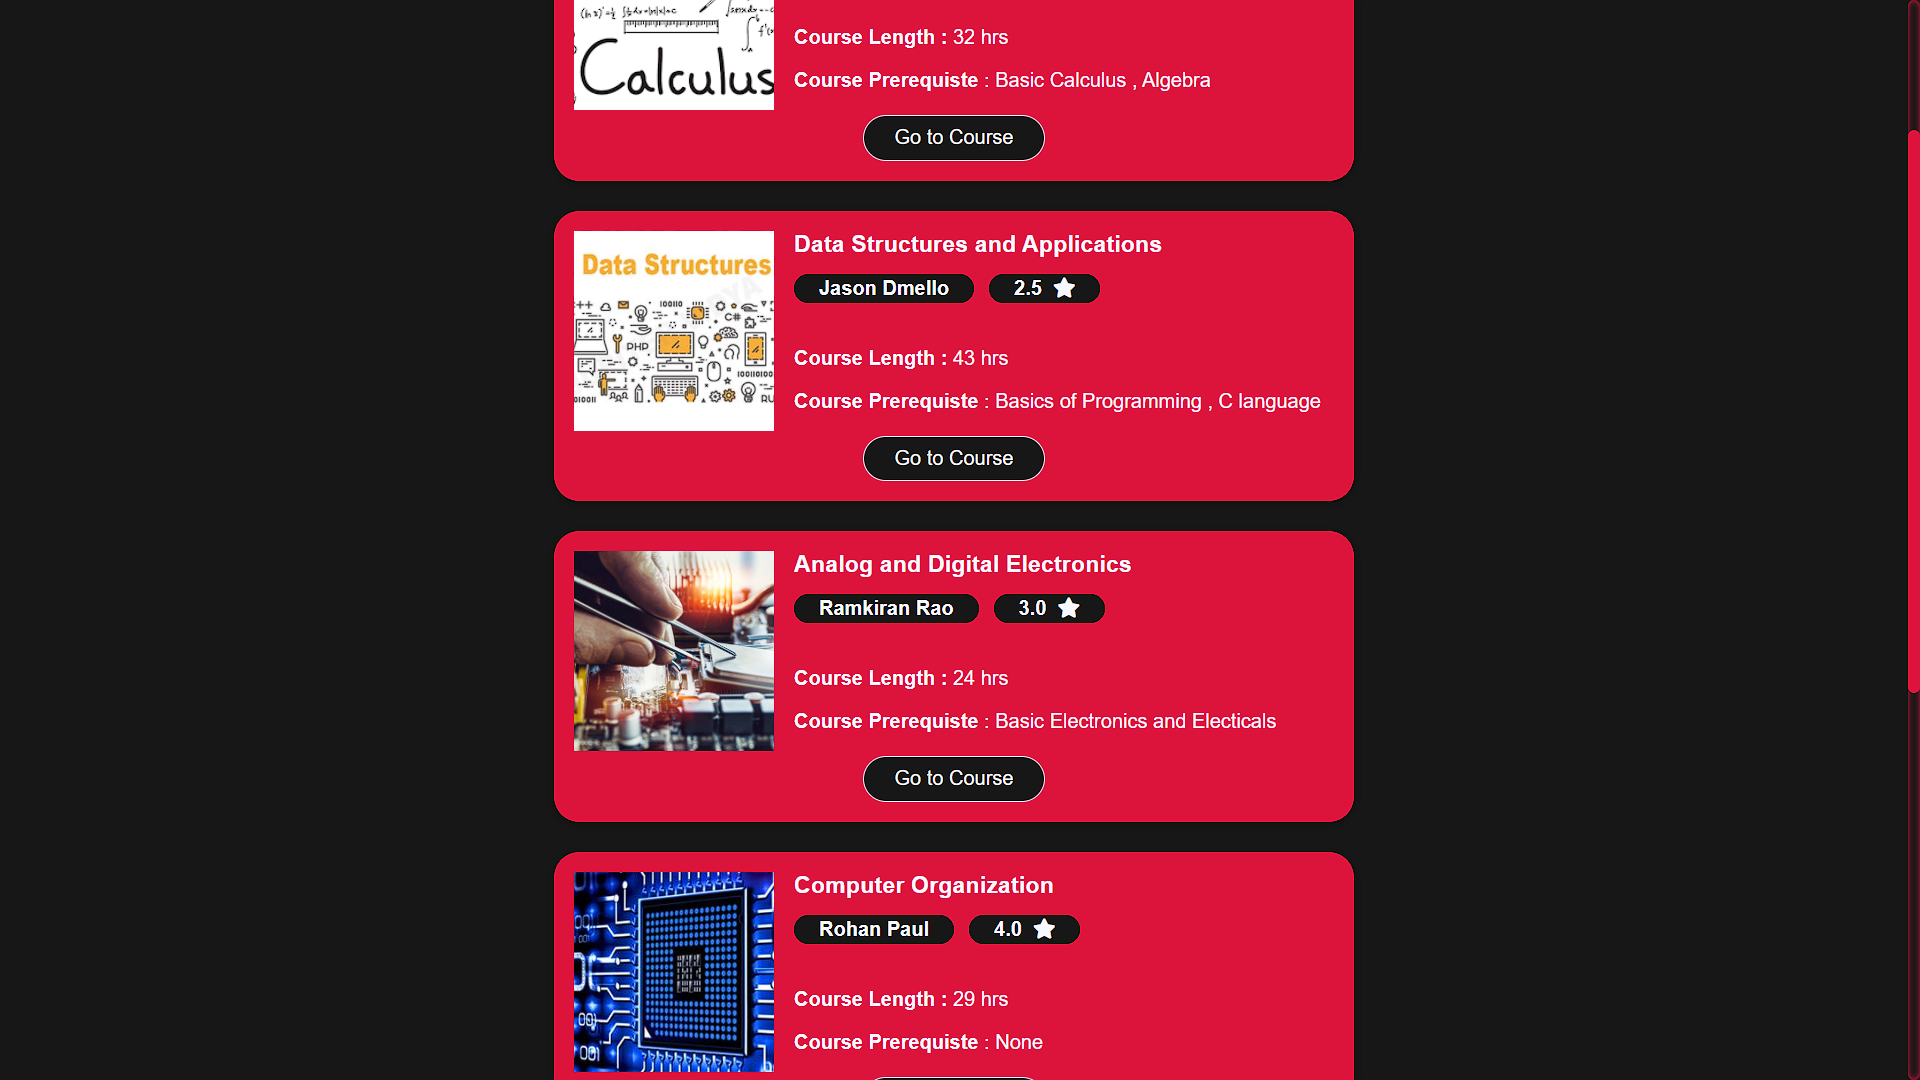 Calculus
Course Length : 32 hrs
Course Prerequiste : Basic Calculus , Algebra
Go to Course
Data Structures and Applications
Data Structures
Jason Dmello 2.5
C#
PHP
Course Length : 43 hrs
Course Prerequiste : Basics of Programming , C language
Go to Course
Analog and Digital Electronics
Ramkiran Rao 3.0
Course Length : 24 hrs
Course Prerequiste : Basic Electronics and Electicals
Go to Course
Computer Organization
Rohan Paul 4.0
Course Length : 29 hrs
Course Prerequiste : None